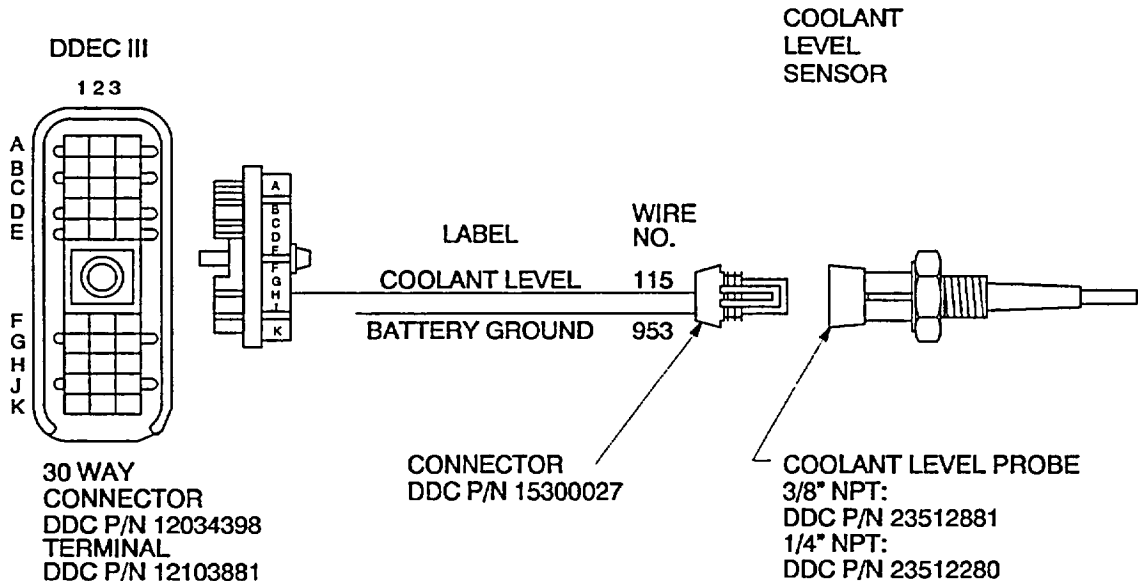 DDEC III
1 2 3
A
B
C
D
E
F
G
H
J
K
30 WAY
CONNECTOR
DDC P/N 12034398
TERMINAL
DDC P/N 12103881
A
B
C
D
E
F
G
H
J
K
LABEL
WIRE
NO.
COOLANT LEVEL 115
BATTERY GROUND 953
CONNECTOR
DDC P/N 15300027
COOLANT
LEVEL
SENSOR
COOLANT LEVEL PROBE
3/8" NPT:
DDC P/N 23512881
1/4" NPT:
DDC P/N 23512280